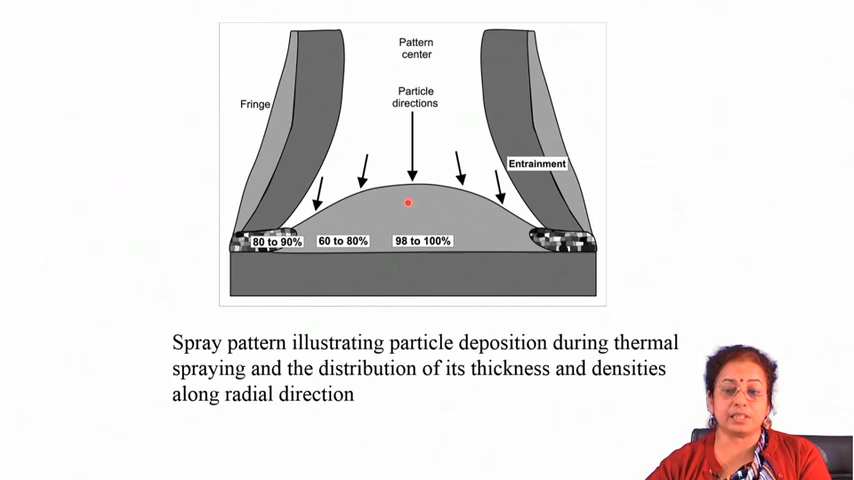 Pattern
center
Particle
directions
Fringe
Entrainment
80 to 90%
60 to 80%
98 to 100%
Spray pattern illustrating particle deposition during thermal
spraying and the distribution of its thickness and densities
along radial direction